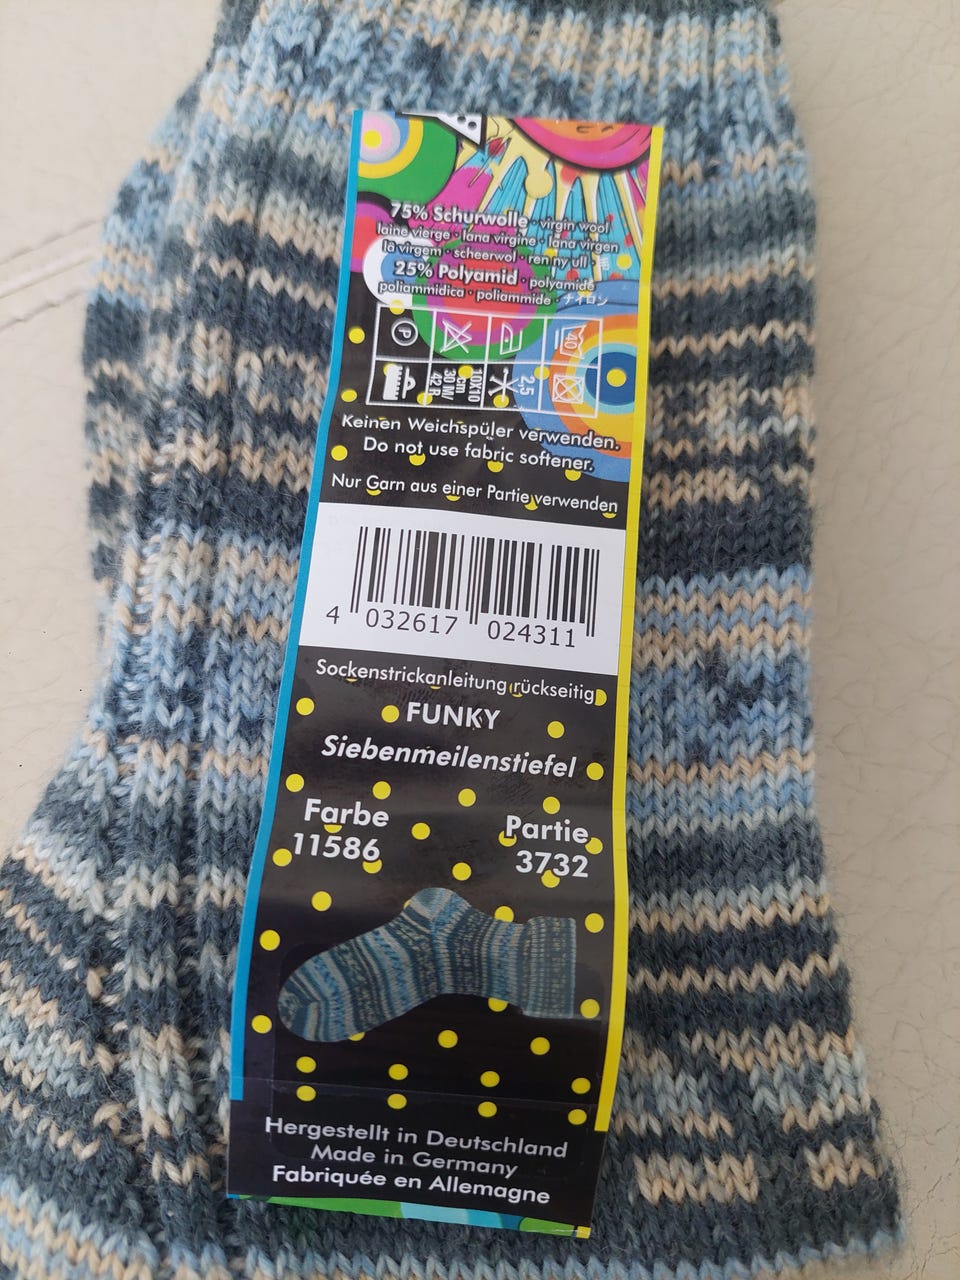 75% Schurwolle · virgin wool
laine vierge · lana virgine · lana virgen
lã virgem · scheerwol · ren ny ull · 毛
25% Polyamid · polyamide
poliammidica · poliammide · ナイロン
P
40
10X10
cm
30 M/
42 R
2,5
Keinen Weichspüler verwenden.
Do not use fabric softener.
Nur Garn aus einer Partie verwenden
4 032617 024311
Sockenstrickanleitung rückseitig
FUNKY
Siebenmeilenstiefel
Farbe
11586
Partie
3732
Hergestellt in Deutschland
Made in Germany
Fabriquée en Allemagne